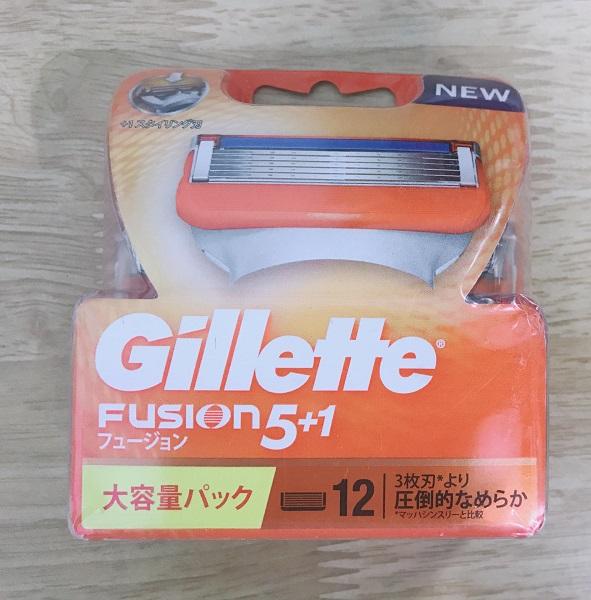 NEW
+1 スタイリング刃
Gillette®
FUSION5+1
フュージョン
大容量パック
12
3枚刃*より
圧倒的なめらか
*マッハシンスリーと比較